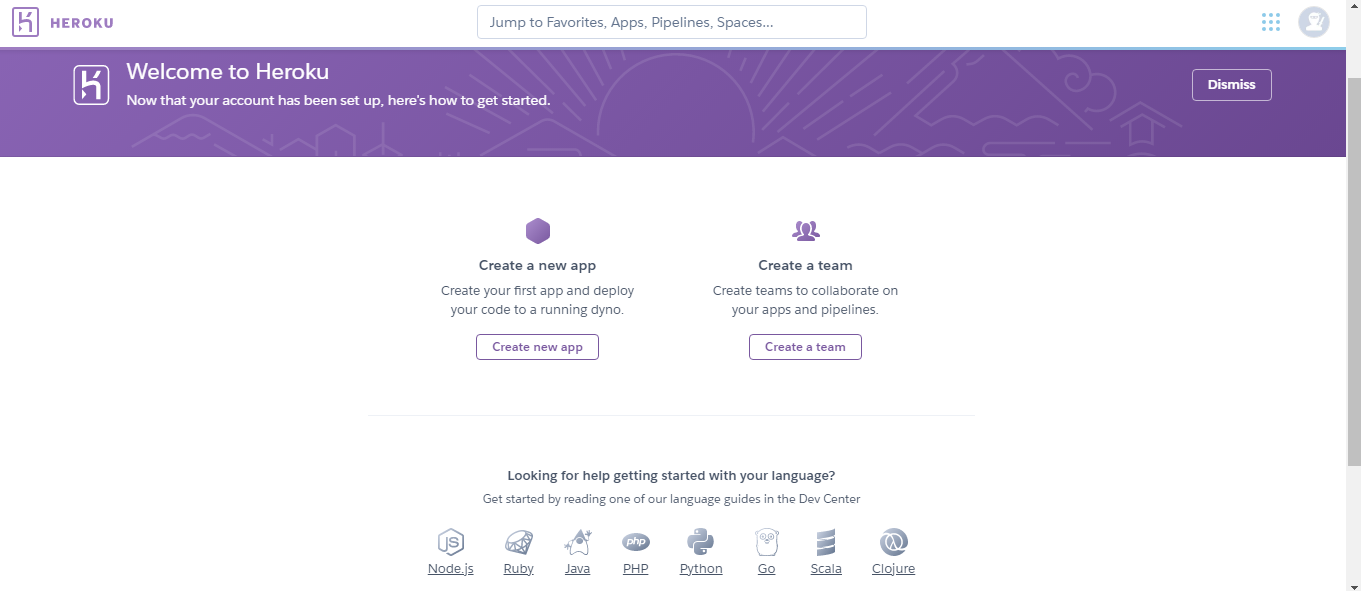 HEROKU
Jump to Favorites, Apps, Pipelines, Spaces...
Welcome to Heroku
Now that your account has been set up, here's how to get started.
Dismiss
Create a new app
Create your first app and deploy
your code to a running dyno.
Create new app
Create a team
Create teams to collaborate on
your apps and pipelines.
Create a team
Looking for help getting started with your language?
Get started by reading one of our language guides in the Dev Center
JS
php
Node.js Ruby Java PHP Python Go Scala Clojure